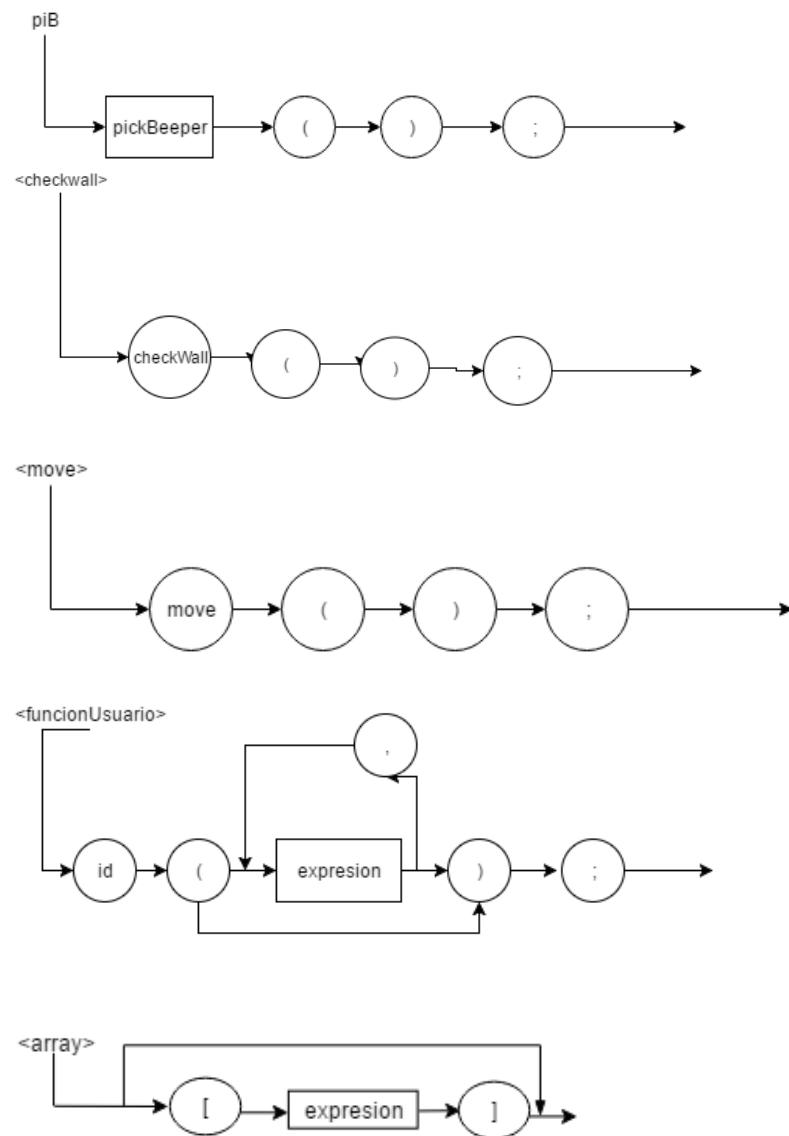 piB
pickBeeper ( ) ;
<checkwall>
checkWall ( ) ;
<move>
move ( ) ;
<funcionUsuario>
,
id ( expresion ) ;
<array>
[ expresion ]